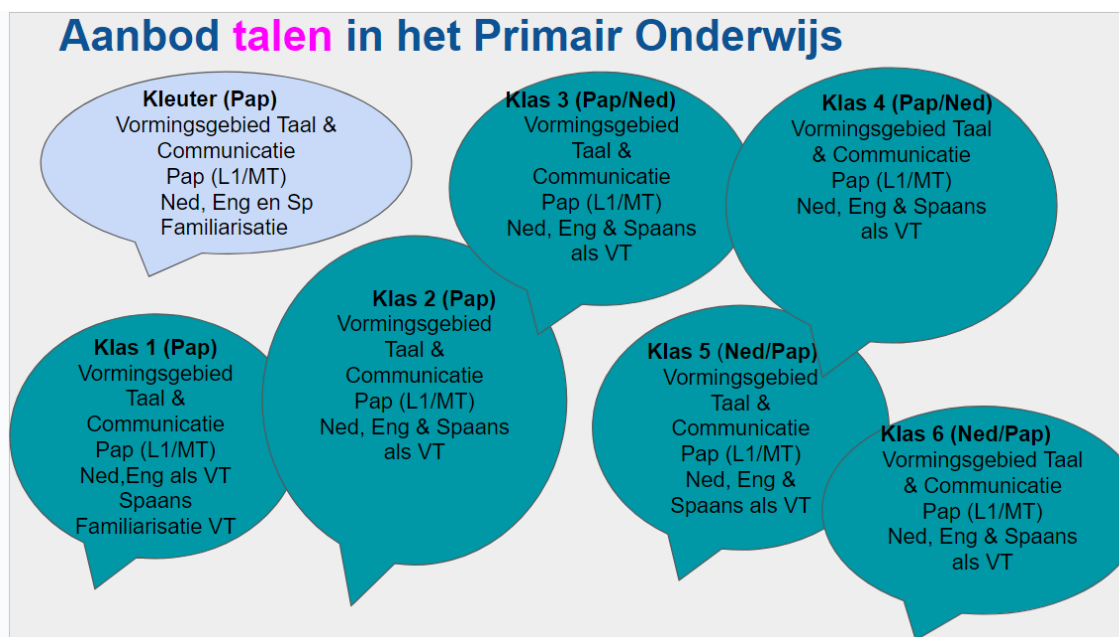 Aanbod talen in het Primair Onderwijs
Kleuter (Pap)
Vormingsgebied Taal &
Communicatie
Pap (L1/MT)
Ned, Eng en Sp
Familiarisatie
Klas 1 (Pap)
Vormingsgebied
Taal &
Communicatie
Pap (L1/MT)
Ned,Eng als VT
Spaans
Familiarisatie VT
Klas 2 (Pap)
Vormingsgebied
Taal &
Communicatie
Pap (L1/MT)
Ned, Eng & Spaans
als VT
Klas 3 (Pap/Ned)
Vormingsgebied
Taal &
Communicatie
Pap (L1/MT)
Ned, Eng & Spaans
als VT
Klas 4 (Pap/Ned)
Vormingsgebied Taal
& Communicatie
Pap (L1/MT)
Ned, Eng & Spaans
als VT
Klas 5 (Ned/Pap)
Vormingsgebied
Taal &
Communicatie
Pap (L1/MT)
Ned, Eng &
Spaans als VT
Klas 6 (Ned/Pap)
Vormingsgebied Taal
& Communicatie
Pap (L1/MT)
Ned, Eng & Spaans
als VT